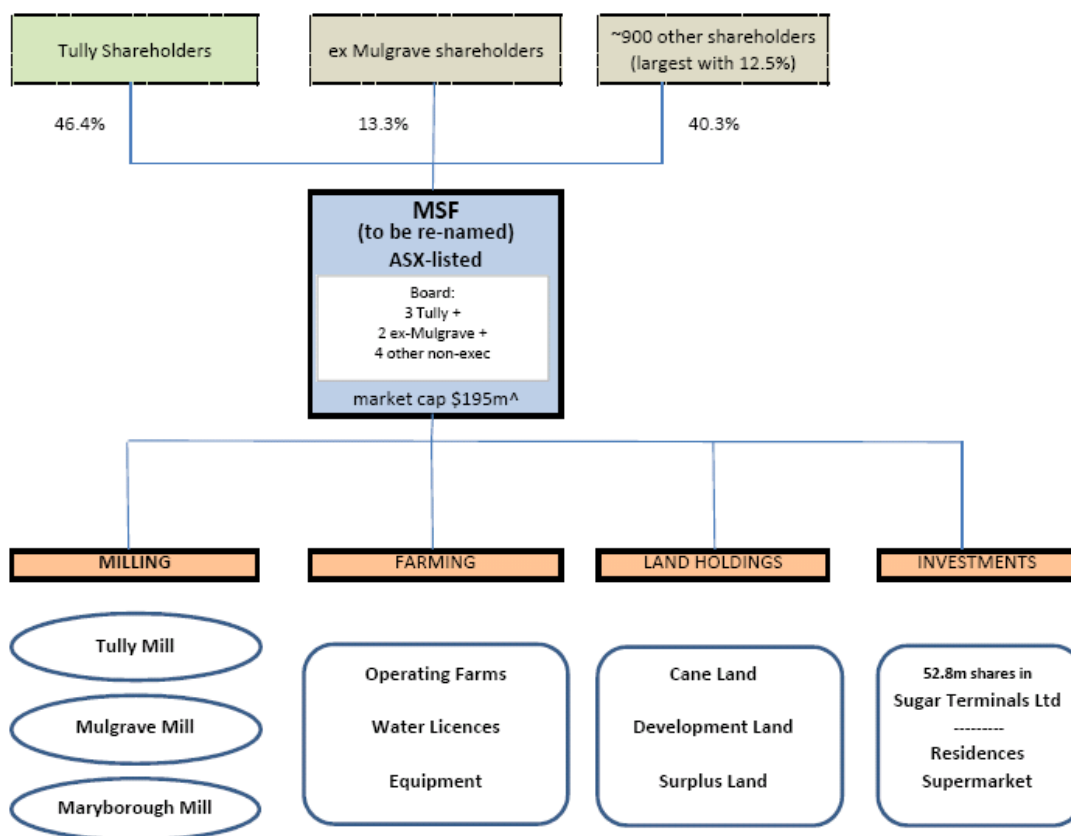 Tully Shareholders
ex Mulgrave shareholders
~900 other shareholders
(largest with 12.5%)
46.4%
13.3%
40.3%
MSF
(to be re-named)
ASX-listed
Board:
3 Tully +
2 ex-Mulgrave +
4 other non-exec
market cap $195m^
MILLING
FARMING
LAND HOLDINGS
INVESTMENTS
Tully Mill
Mulgrave Mill
Maryborough Mill
Operating Farms
Water Licences
Equipment
Cane Land
Development Land
Surplus Land
52.8m shares in
Sugar Terminals Ltd
---------
Residences
Supermarket